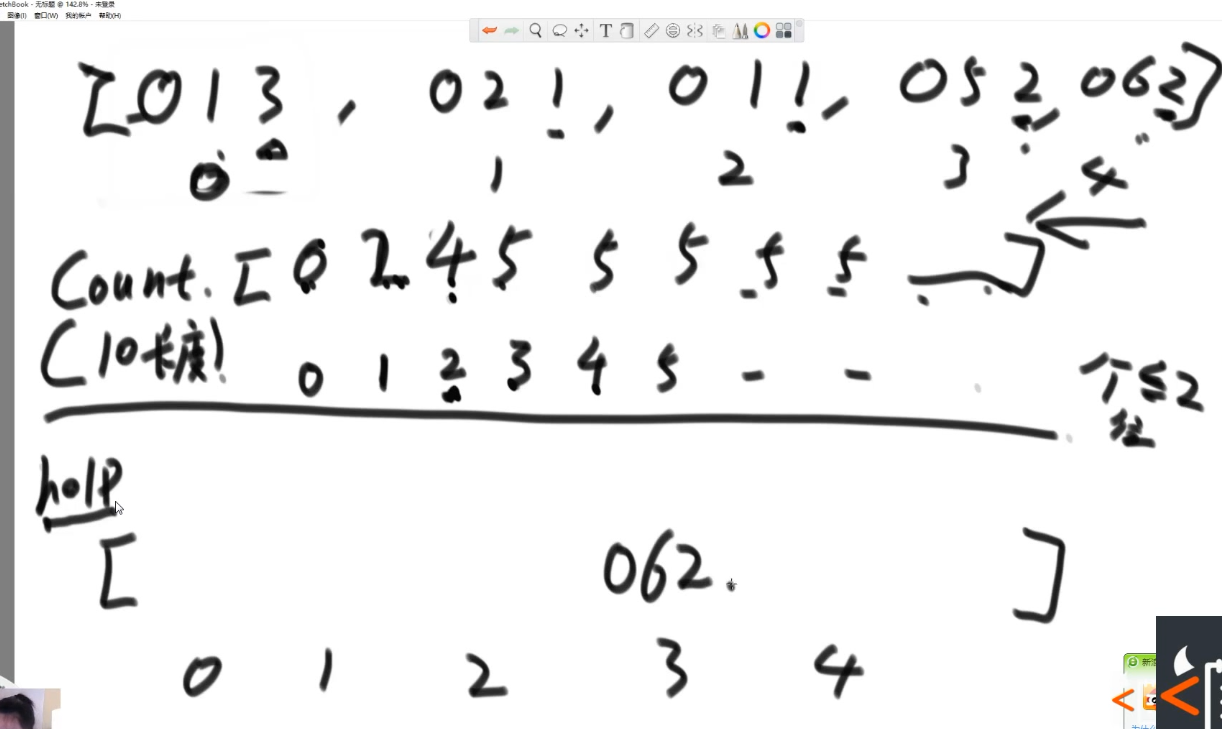 etchBook - 无标题 @ 142.8% - 未登录
图像(I) 窗口(W) 我的帐户 帮助(H)
[013, 021, 011, 052, 062]
0 1 2 3 4
Count. [0 2 4 5 5 5 5 5 ]
(10长度)
0 1 2 3 4 5 - -
个≤2
help
[ 062. ]
0 1 2 3 4